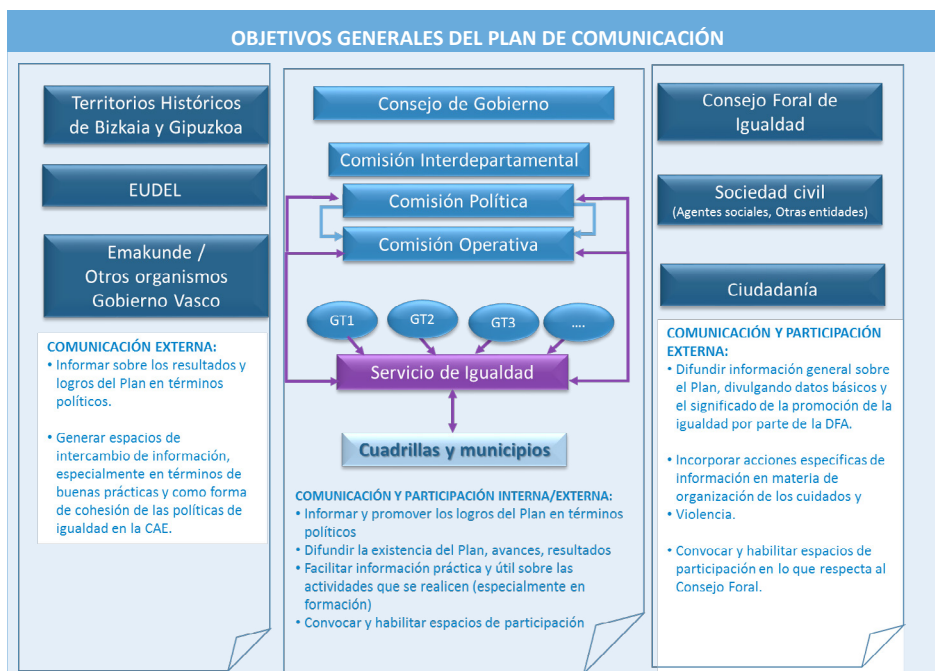 OBJETIVOS GENERALES DEL PLAN DE COMUNICACIÓN
Territorios Históricos
de Bizkaia y Gipuzkoa
EUDEL
Emakunde /
Otros organismos
Gobierno Vasco
COMUNICACIÓN EXTERNA:
• Informar sobre los resultados y
logros del Plan en términos
políticos.
• Generar espacios de
intercambio de información,
especialmente en términos de
buenas prácticas y como forma
de cohesión de las políticas de
igualdad en la CAE.
Consejo de Gobierno
Comisión Interdepartamental
Comisión Política
Comisión Operativa
GT1
GT2
GT3
....
Servicio de Igualdad
Cuadrillas y municipios
COMUNICACIÓN Y PARTICIPACIÓN INTERNA/EXTERNA:
• Informar y promover los logros del Plan en términos
políticos
• Difundir la existencia del Plan, avances, resultados
• Facilitar información práctica y útil sobre las
actividades que se realicen (especialmente en
formación)
• Convocar y habilitar espacios de participación
Consejo Foral de
Igualdad
Sociedad civil
(Agentes sociales, Otras entidades)
Ciudadanía
COMUNICACIÓN Y PARTICIPACIÓN
EXTERNA:
• Difundir información general sobre
el Plan, divulgando datos básicos y
el significado de la promoción de la
igualdad por parte de la DFA.
• Incorporar acciones específicas de
información en materia de
organización de los cuidados y
• Violencia.
• Convocar y habilitar espacios de
participación en lo que respecta al
Consejo Foral.